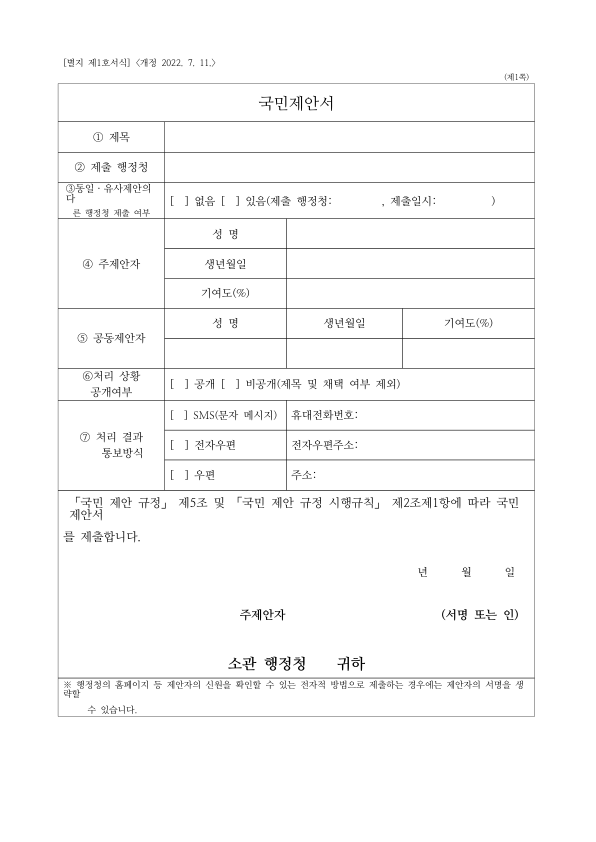 [별지 제1호서식] <개정 2022. 7. 11.>
(제1쪽)
국민제안서
① 제목
② 제출 행정청
③동일ㆍ유사제안의 다
른 행정청 제출 여부
[ ] 없음 [ ] 있음(제출 행정청: , 제출일시: )
④ 주제안자
성 명
생년월일
기여도(%)
⑤ 공동제안자
성 명 생년월일 기여도(%)
⑥처리 상황
공개여부
[ ] 공개 [ ] 비공개(제목 및 채택 여부 제외)
⑦ 처리 결과
통보방식
[ ] SMS(문자 메시지) 휴대전화번호:
[ ] 전자우편 전자우편주소:
[ ] 우편 주소:
「국민 제안 규정」 제5조 및 「국민 제안 규정 시행규칙」 제2조제1항에 따라 국민
제안서
를 제출합니다.
년 월 일
주제안자 (서명 또는 인)
소관 행정청 귀하
※ 행정청의 홈페이지 등 제안자의 신원을 확인할 수 있는 전자적 방법으로 제출하는 경우에는 제안자의 서명을 생
략할
수 있습니다.